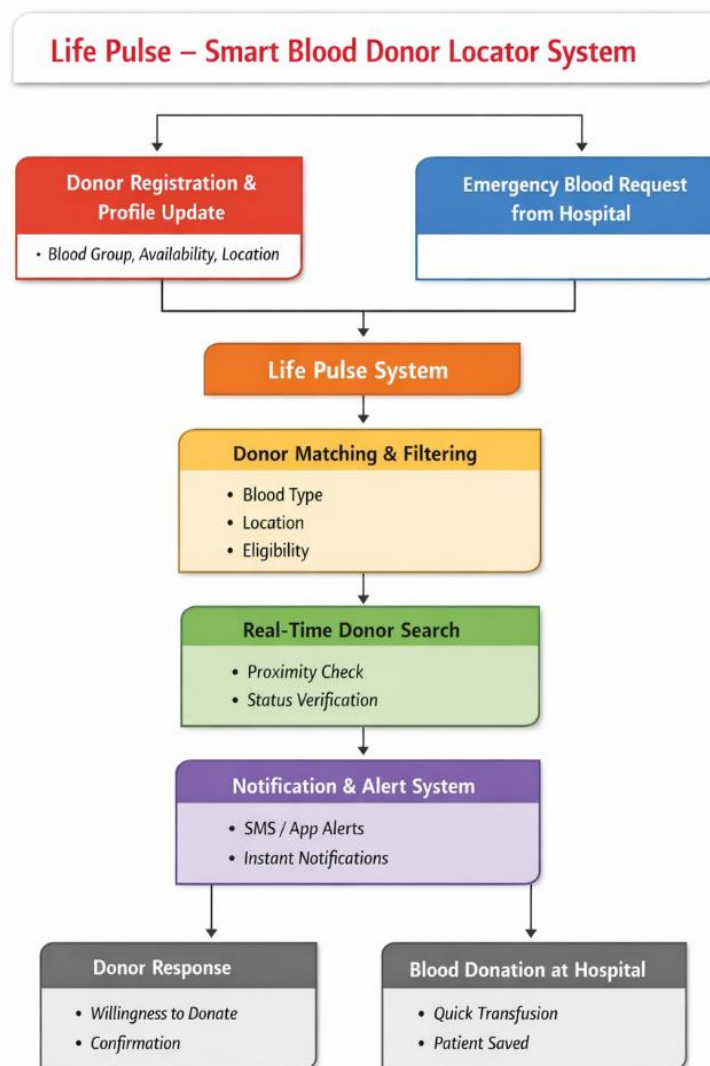 Life Pulse – Smart Blood Donor Locator System
Donor Registration &
Profile Update
• Blood Group, Availability, Location
Emergency Blood Request
from Hospital
Life Pulse System
Donor Matching & Filtering
• Blood Type
• Location
• Eligibility
Real-Time Donor Search
• Proximity Check
• Status Verification
Notification & Alert System
• SMS / App Alerts
• Instant Notifications
Donor Response
• Willingness to Donate
• Confirmation
Blood Donation at Hospital
• Quick Transfusion
• Patient Saved